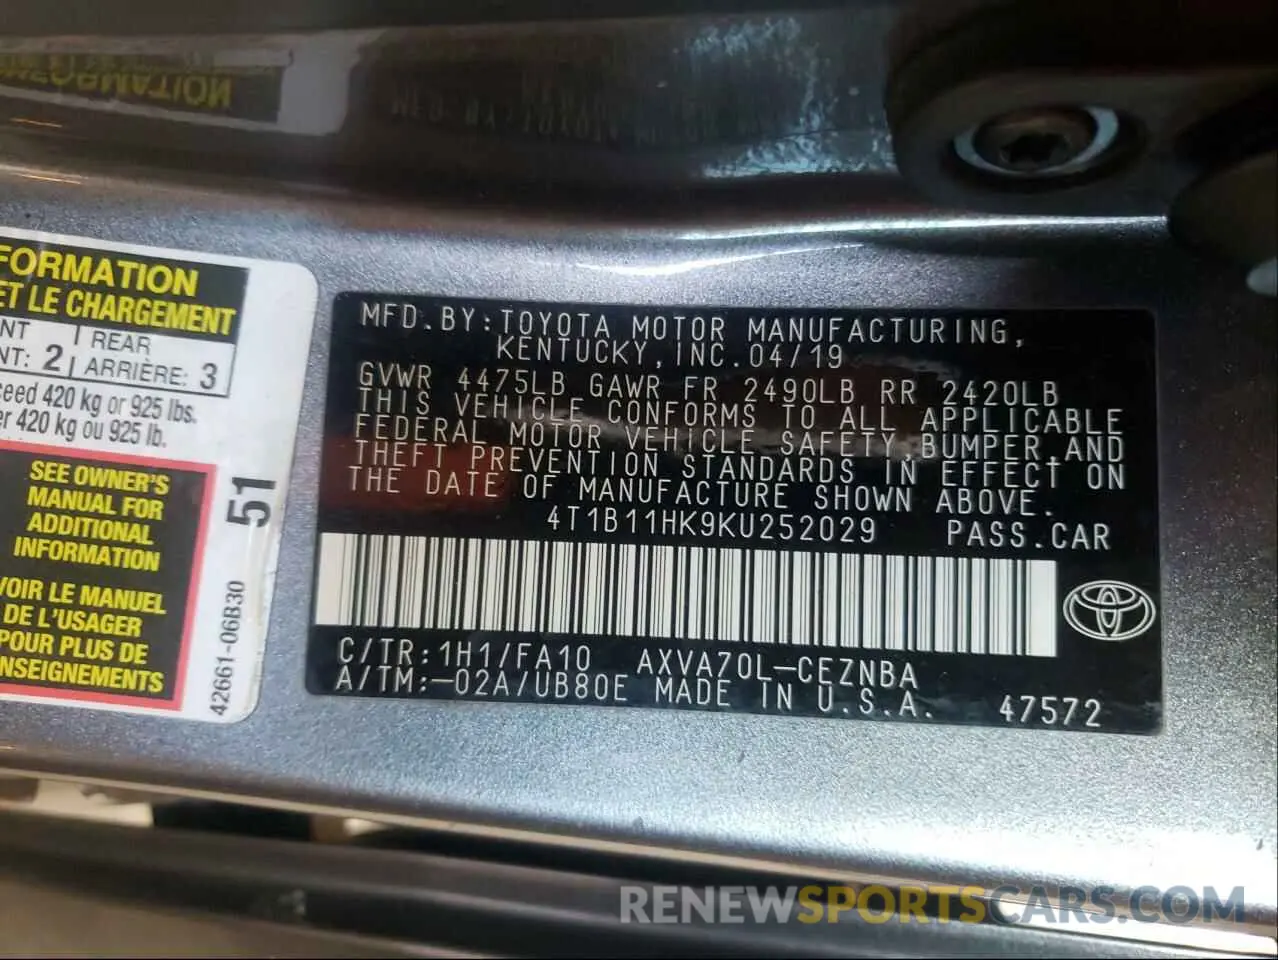 FORMATION
ET LE CHARGEMENT
NT | REAR
NT: 2 | ARRIÈRE: 3
eed 420 kg or 925 lbs.
er 420 kg ou 925 lb.
SEE OWNER'S
MANUAL FOR
ADDITIONAL
INFORMATION
VOIR LE MANUEL
DE L'USAGER
POUR PLUS DE
NSEIGNEMENTS
51
42661-06B30
MFD.BY:TOYOTA MOTOR MANUFACTURING,
KENTUCKY,INC.04/19
GVWR 4475LB GAWR FR 2490LB RR 2420LB
THIS VEHICLE CONFORMS TO ALL APPLICABLE
FEDERAL MOTOR VEHICLE SAFETY,BUMPER,AND
THEFT PREVENTION STANDARDS IN EFFECT ON
THE DATE OF MANUFACTURE SHOWN ABOVE.
4T1B11HK9KU252029 PASS.CAR
C/TR:1H1/FA10 AXVA70L-CEZNBA
A/TM:-02A/UB80E MADE IN U.S.A. 47572
RENEWSPORTSCARS.COM